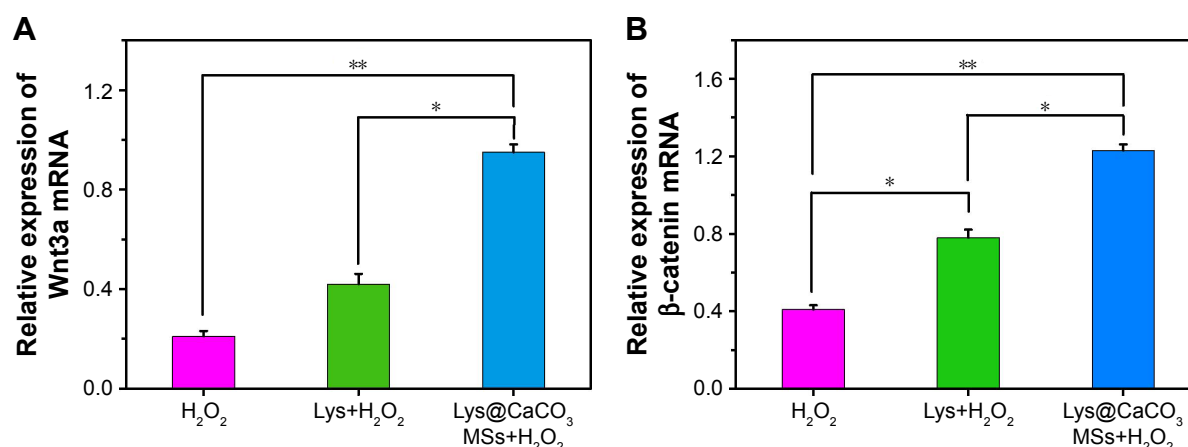 A
Relative expression of
Wnt3a mRNA
1.2
0.8
0.4
0.0
**
*
H₂O₂
Lys+H₂O₂
Lys@CaCO₃
MSs+H₂O₂
B
Relative expression of
β-catenin mRNA
1.6
1.2
0.8
0.4
0.0
**
*
*
H₂O₂
Lys+H₂O₂
Lys@CaCO₃
MSs+H₂O₂